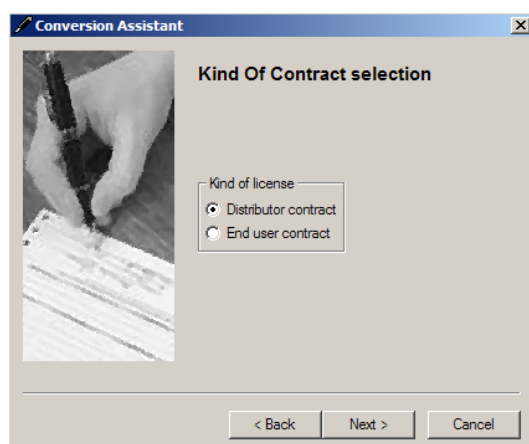 Conversion Assistant
Kind Of Contract selection
Kind of license
Distributor contract
End user contract
< Back Next > Cancel